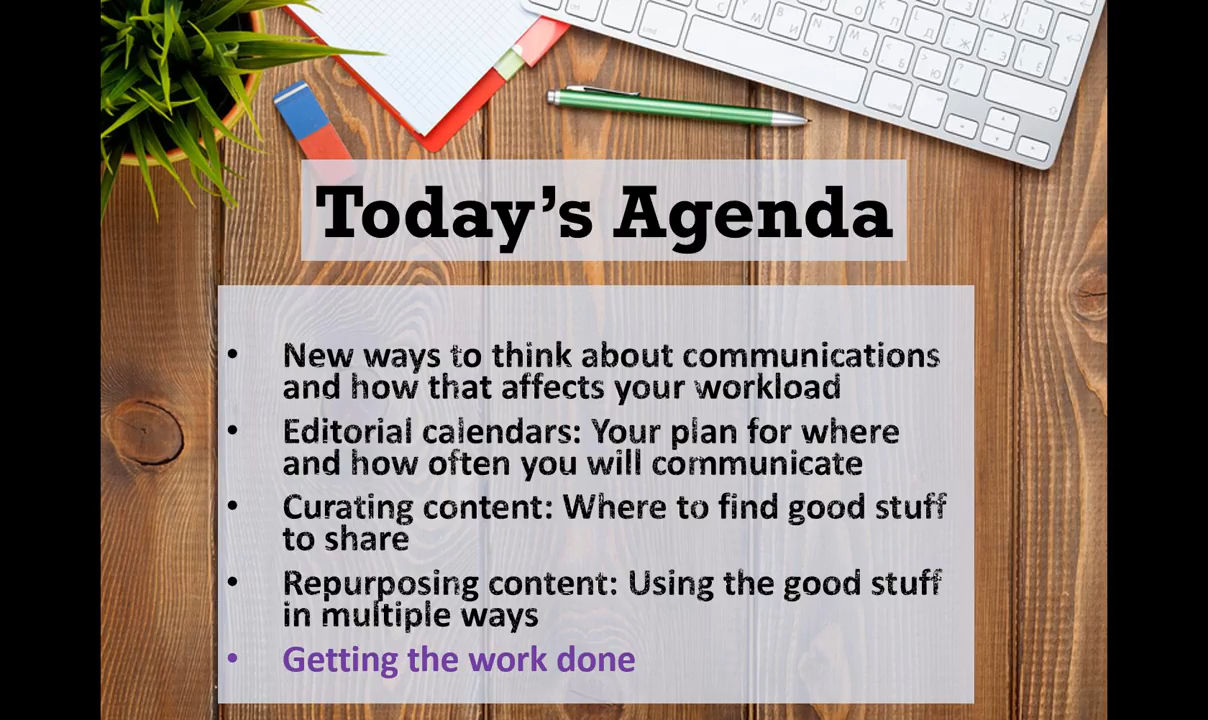 Today’s Agenda
• New ways to think about communications
and how that affects your workload
• Editorial calendars: Your plan for where
and how often you will communicate
• Curating content: Where to find good stuff
to share
• Repurposing content: Using the good stuff
in multiple ways
• Getting the work done